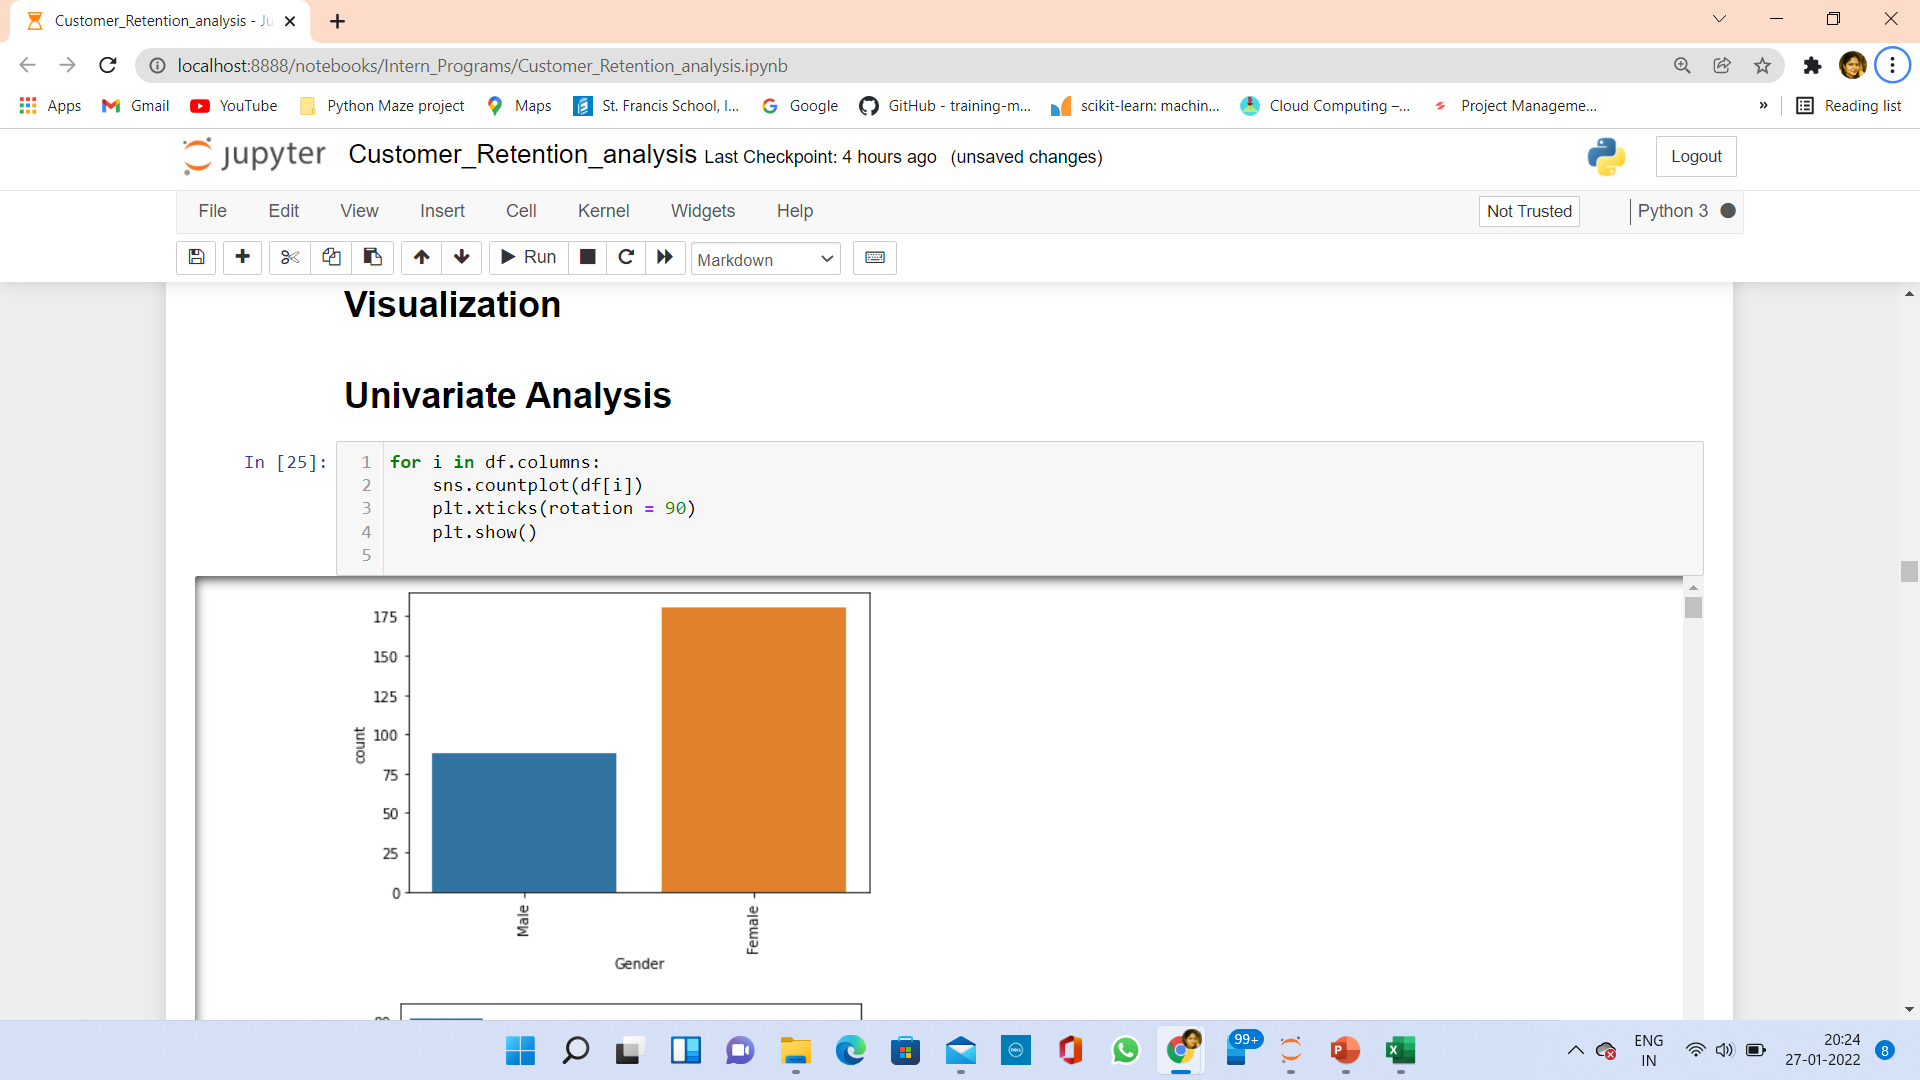 Customer_Retention_analysis - Ju
localhost:8888/notebooks/Intern_Programs/Customer_Retention_analysis.ipynb
Apps Gmail YouTube Python Maze project Maps St. Francis School, I... Google GitHub - training-m... scikit-learn: machin... Cloud Computing –... Project Manageme... » Reading list
jupyter Customer_Retention_analysis Last Checkpoint: 4 hours ago (unsaved changes) Logout
File Edit View Insert Cell Kernel Widgets Help Not Trusted Python 3
Run Markdown
Visualization
Univariate Analysis
In [25]:
1 for i in df.columns:
2 sns.countplot(df[i])
3 plt.xticks(rotation = 90)
4 plt.show()
5
175
150
125
100
75
50
25
0
count
Male
Female
Gender
99+
P
X
ENG
IN
20:24
27-01-2022
8